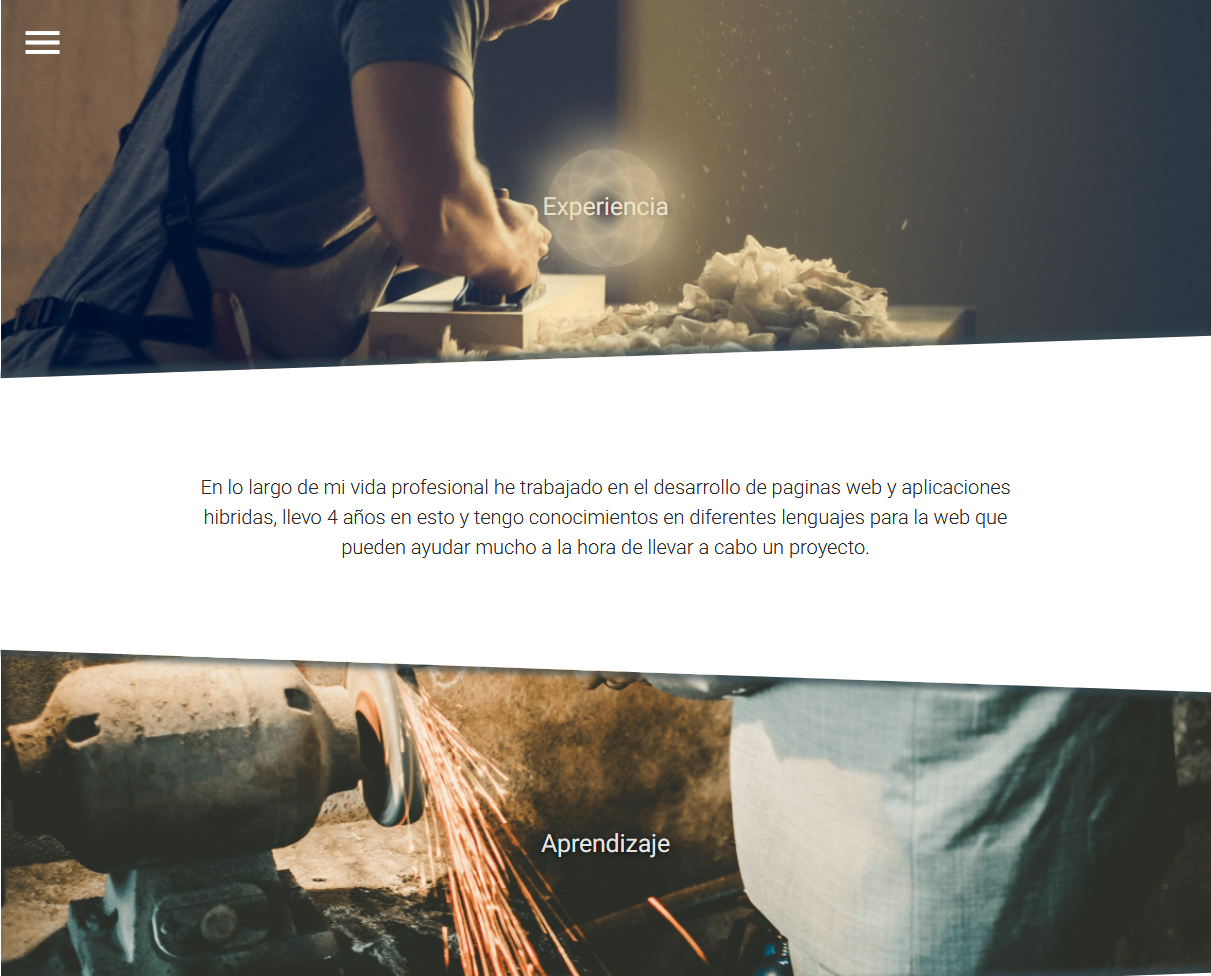 Experiencia
En lo largo de mi vida profesional he trabajado en el desarrollo de paginas web y aplicaciones
hibridas, llevo 4 años en esto y tengo conocimientos en diferentes lenguajes para la web que
pueden ayudar mucho a la hora de llevar a cabo un proyecto.
Aprendizaje